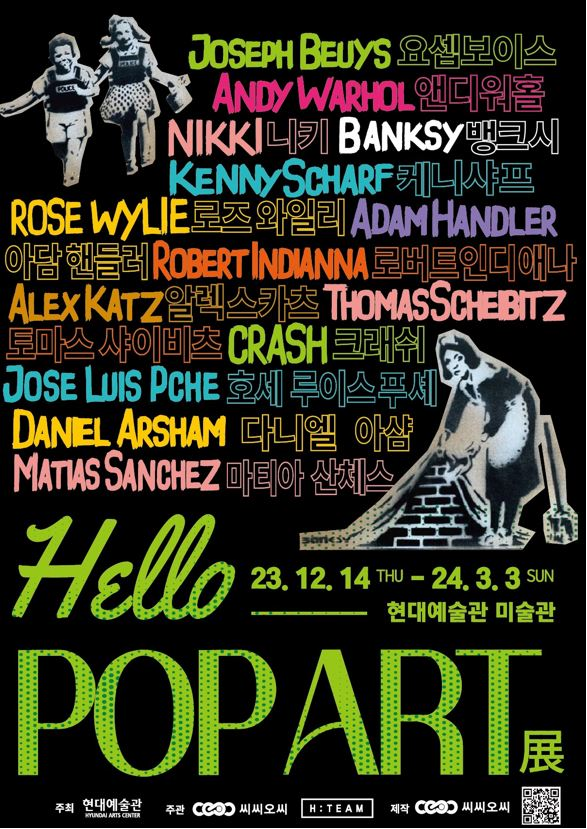 POLICE
POLICE
JOSEPH BEUYS 요셉보이스
ANDY WARHOL 앤디워홀
NIKKI 니키 BANKSY 뱅크시
KENNY SCHARF 케니샤프
ROSE WYLIE 로즈 와일리 ADAM HANDLER
아담 핸들러 ROBERT INDIANNA 로버트인디애나
ALEX KATZ 알렉스카츠 THOMAS SCHEIBITZ
토마스 샤이비츠 CRASH 크래쉬
JOSE LUIS PCHE 호세 루이스푸셰
DANIEL ARSHAM 다니엘 아샴
MATIAS SANCHEZ 마티아 산체스
BANKSY
Hello
23. 12. 14 THU – 24. 3. 3 SUN
현대예술관 미술관
POP ART 展
주최 현대예술관 HYUNDAI ARTS CENTER 주관 CCOC 씨씨오씨 H:TEAM 제작 CCOC 씨씨오씨